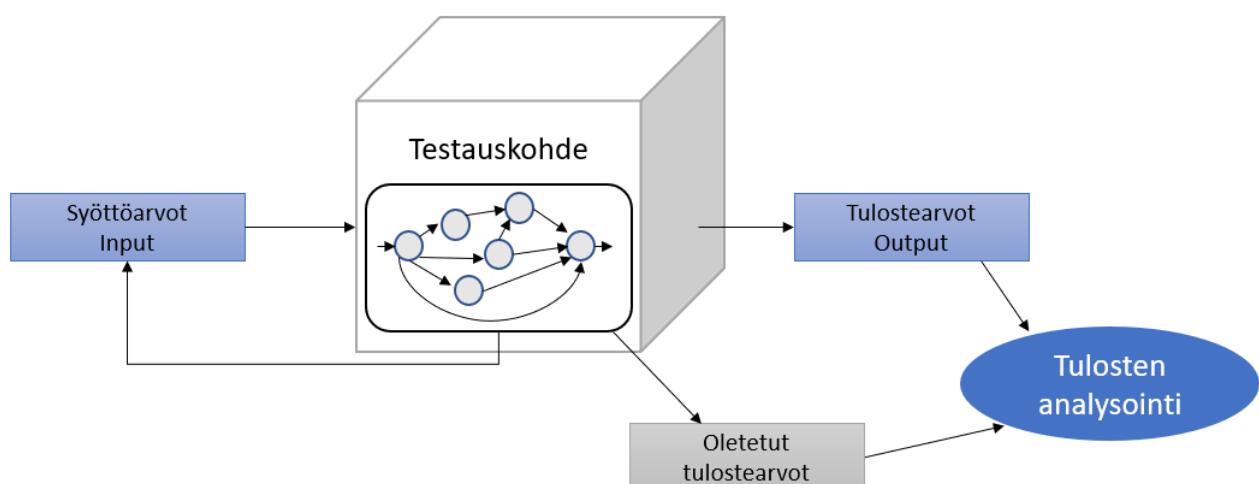 Testauskohde
Syöttöarvot
Input
Tulostearvot
Output
Tulosten
analysointi
Oletetut
tulostearvot